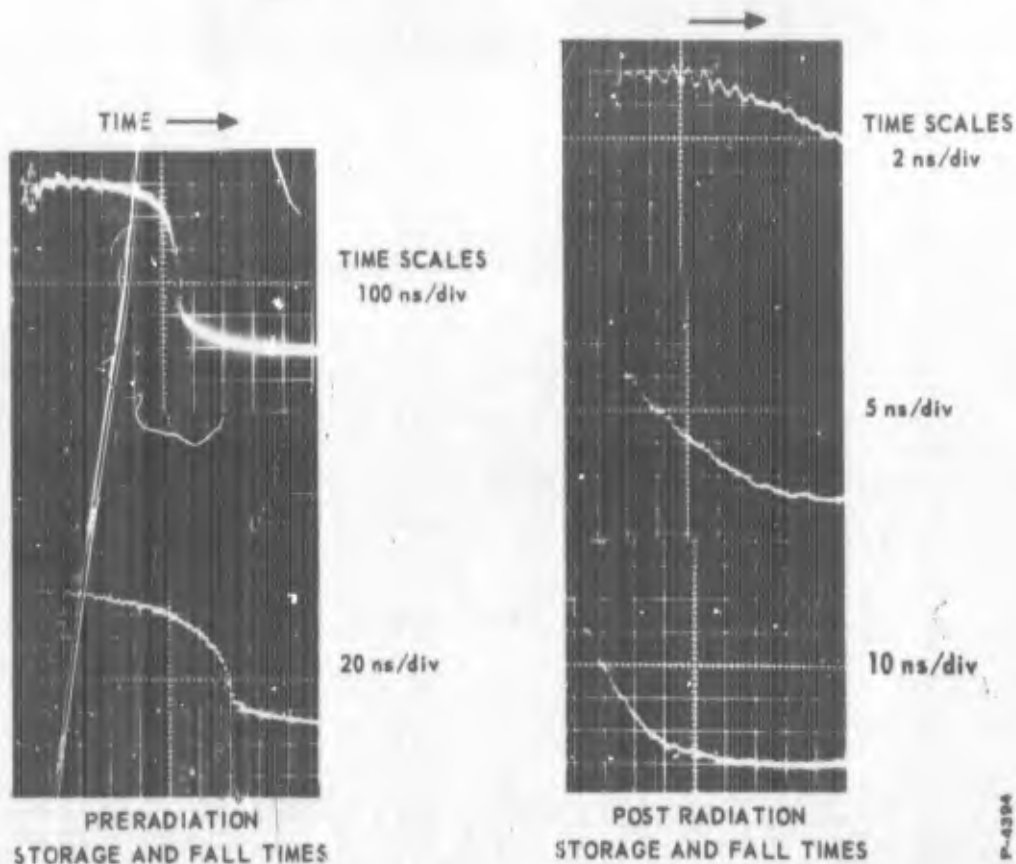 TIME
TIME SCALES
100 ns/div
20 ns/div
PRERADIATION
STORAGE AND FALL TIMES
TIME SCALES
2 ns/div
5 ns/div
10 ns/div
POST RADIATION
STORAGE AND FALL TIMES
P-4394